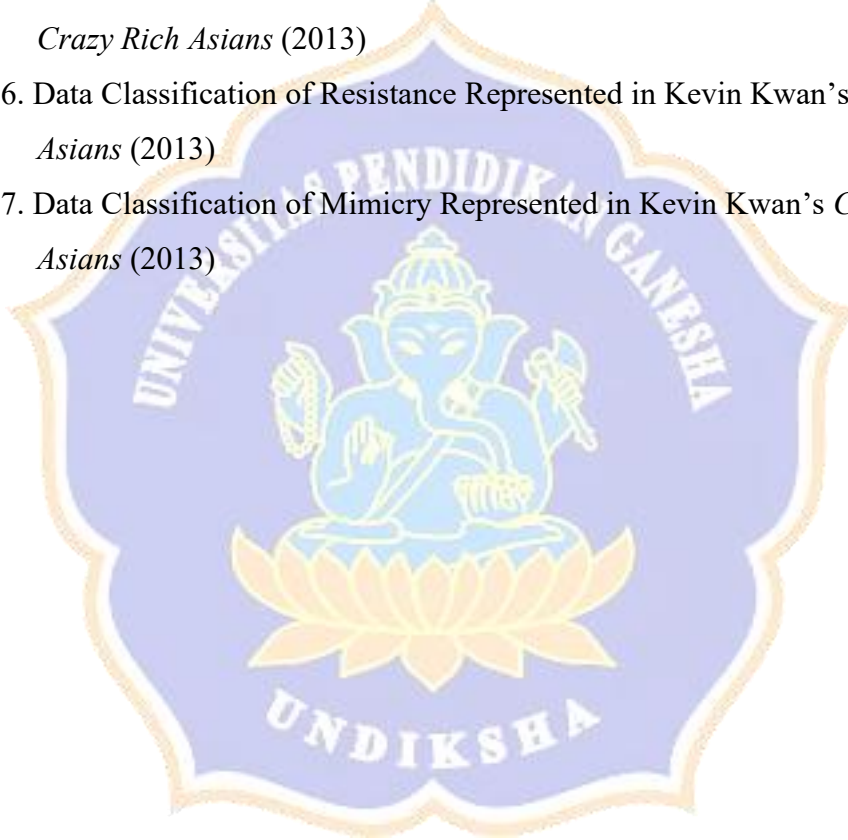 Crazy Rich Asians (2013)
6. Data Classification of Resistance Represented in Kevin Kwan’s
Asians (2013)
7. Data Classification of Mimicry Represented in Kevin Kwan’s C
Asians (2013)
UNIVERSITAS PENDIDIKAN GANESHA
UNDIKSHA